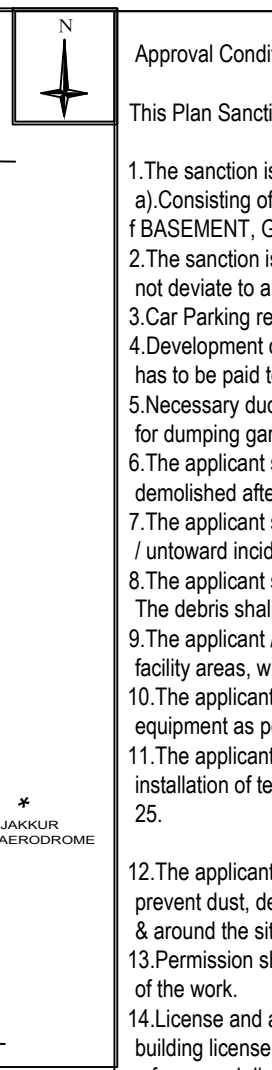 N
JAKKUR
AERODROME
Approval Condi
This Plan Sancti
1.The sanction is
a).Consisting of
f BASEMENT, G
2.The sanction is
not deviate to a
3.Car Parking re
4.Development c
has to be paid t
5.Necessary duc
for dumping gar
6.The applicant s
demolished afte
7.The applicant s
/ untoward incid
8.The applicant s
The debris shal
9.The applicant /
facility areas, w
10.The applicant
equipment as p
11.The applicant
installation of te
25.
12.The applicant
prevent dust, de
& around the sit
13.Permission sh
of the work.
14.License and a
building license